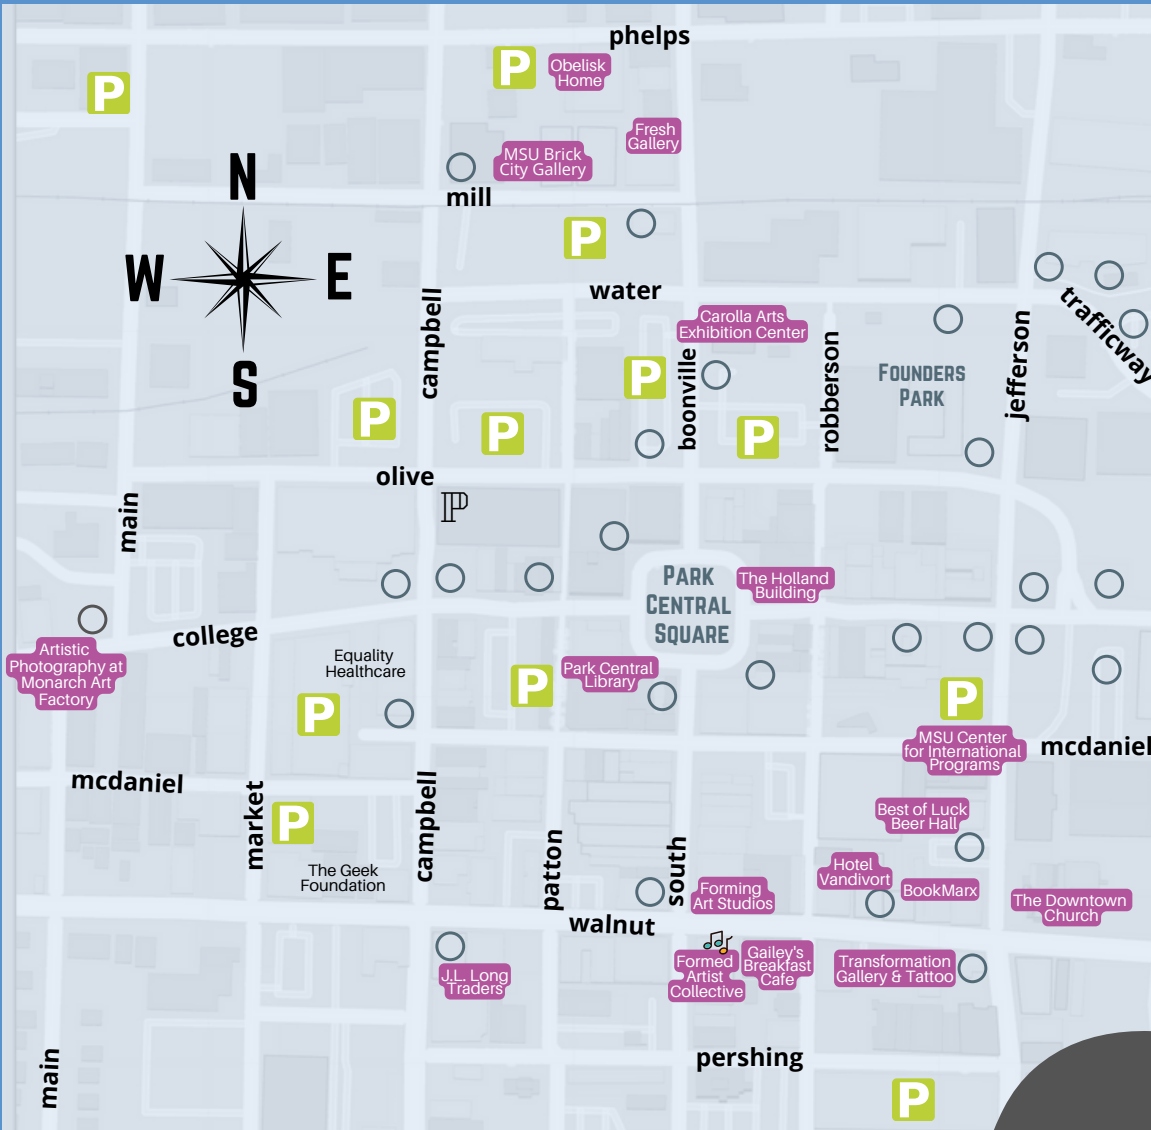 phelps
P
P
Obelisk
Home
Fresh
Gallery
MSU Brick
City Gallery
mill
N
W
E
S
P
water
campbell
Carolla Arts
Exhibition Center
trafficway
jefferson
boonville
robberson
Founders
Park
P
P
P
P
olive
P
main
Park
Central
Square
The Holland
Building
college
Artistic
Photography at
Monarch Art
Factory
Equality
Healthcare
Park Central
Library
P
P
P
MSU Center
for International
Programs
mcdaniel
mcdaniel
market
campbell
P
Best of Luck
Beer Hall
patton
south
The Geek
Foundation
Hotel
Vandivort
BookMarx
Forming
Art Studios
The Downtown
Church
walnut
J.L. Long
Traders
Formed
Artist
Collective
Gailey's
Breakfast
Cafe
Transformation
Gallery & Tattoo
pershing
main
P